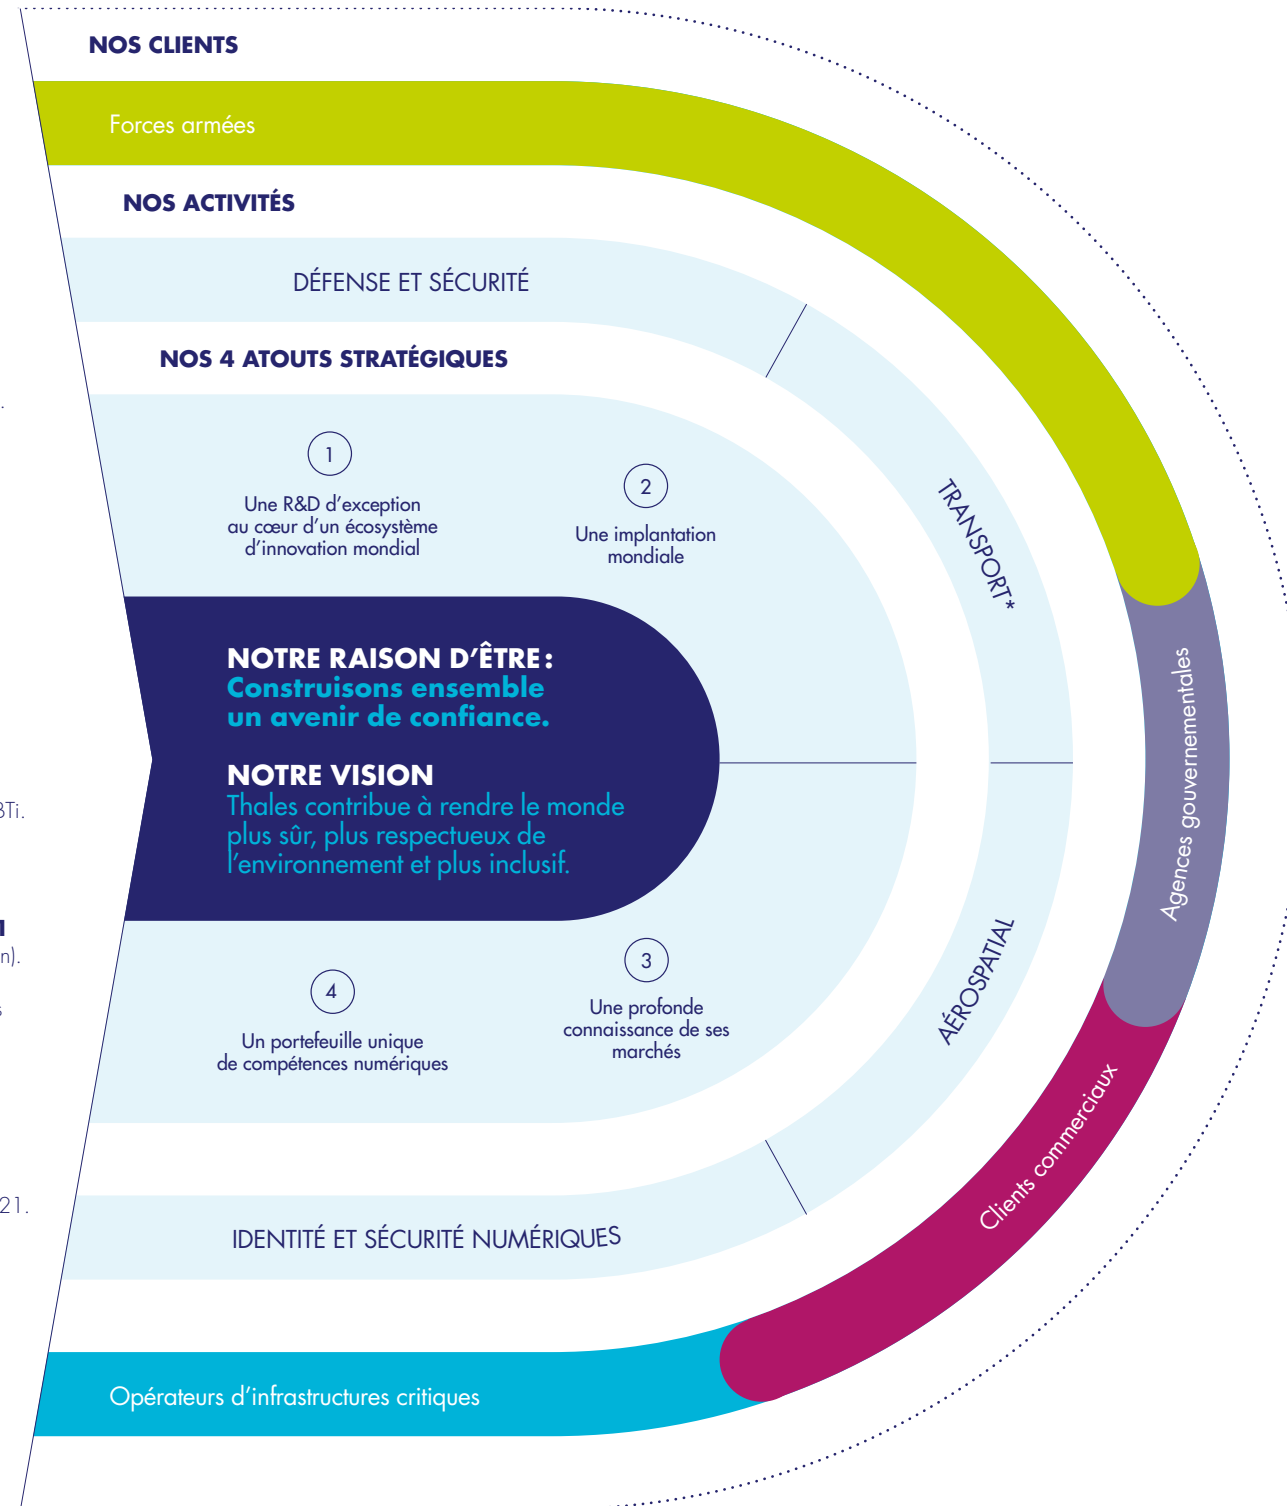 NOS CLIENTS
Forces armées
NOS ACTIVITÉS
DÉFENSE ET SÉCURITÉ
NOS 4 ATOUTS STRATÉGIQUES
1
Une R&D d’exception
au cœur d’un écosystème
d’innovation mondial
2
Une implantation
mondiale
TRANSPORT*
NOTRE RAISON D’ÊTRE :
Construisons ensemble
un avenir de confiance.
NOTRE VISION
Thales contribue à rendre le monde
plus sûr, plus respectueux de
l’environnement et plus inclusif.
Agences gouvernementales
3
Une profonde
connaissance de ses
marchés
4
Un portefeuille unique
de compétences numériques
AÉROSPATIAL
Clients commerciaux
IDENTITÉ ET SÉCURITÉ NUMÉRIQUES
Opérateurs d’infrastructures critiques
21.